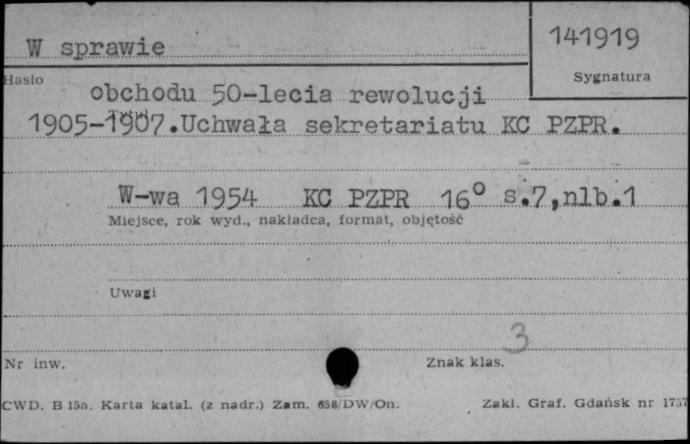 W sprawie
141919
Hasło
Sygnatura
obchodu 50-lecia rewolucji
1905-1907.Uchwała sekretariatu KC PZPR.
W-wa 1954 KC PZPR 16° s.7,nlb.1
Miejsce, rok wyd., nakładca, format, objętość
Uwagi
3
Nr inw.
Znak klas.
CWD. B 15a. Karta katal. (z nadr.) Zam. 658/DW/On.
Zakł. Graf. Gdańsk nr 1757